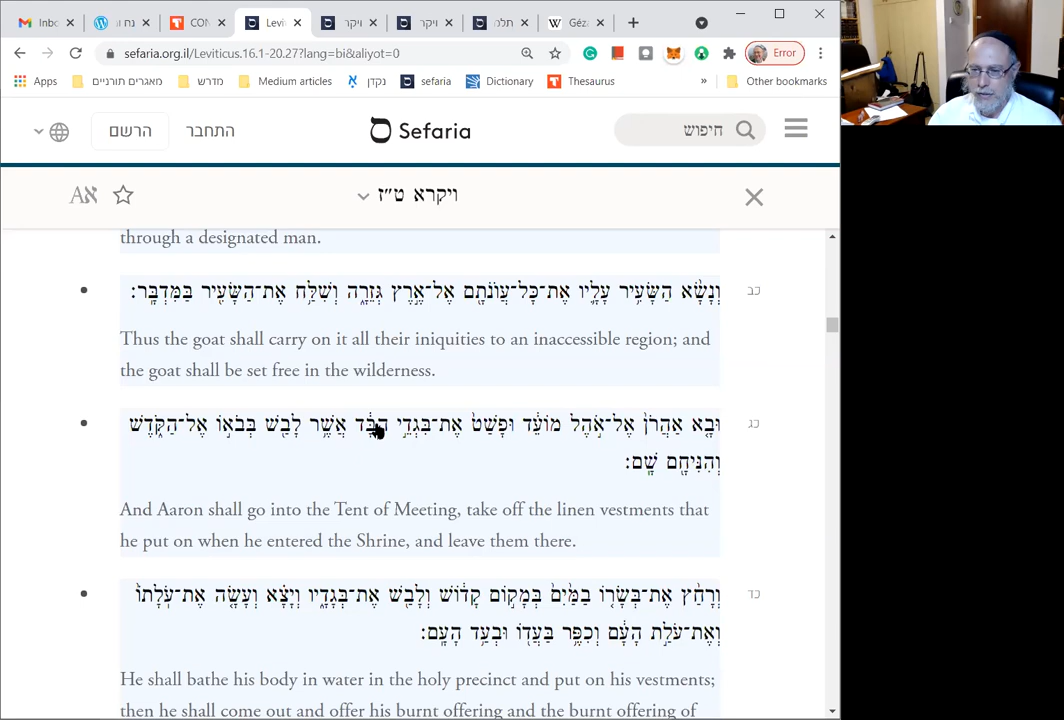 Inb
נח וו
CON
Levi
ויקר
ויקר
תלמ
Géz
sefaria.org.il/Leviticus.16.1-20.27?lang=bi&aliyot=0
Error
Apps
מאגרים תורניים
מדרש
Medium articles
נקדן
sefaria
Dictionary
Thesaurus
»
Other bookmarks
הרשם
התחבר
Sefaria
חיפוש
ויקרא ט״ז
through a designated man.
כב
וְנָשָׂ֨א הַשָּׂעִ֥יר עָלָ֛יו אֶת־כׇּל־עֲוֺנֹתָ֖ם אֶל־אֶ֣רֶץ גְּזֵרָ֑ה וְשִׁלַּ֥ח אֶת־הַשָּׂעִ֖יר בַּמִּדְבָּֽר׃
Thus the goat shall carry on it all their iniquities to an inaccessible region; and
the goat shall be set free in the wilderness.
כג
וּבָ֤א אַהֲרֹן֙ אֶל־אֹ֣הֶל מוֹעֵ֔ד וּפָשַׁט֙ אֶת־בִּגְדֵ֣י הַבָּ֔ד אֲשֶׁ֥ר לָבַ֖שׁ בְּבֹא֣וֹ אֶל־הַקֹּ֑דֶשׁ
וְהִנִּיחָ֖ם שָֽׁם׃
And Aaron shall go into the Tent of Meeting, take off the linen vestments that
he put on when he entered the Shrine, and leave them there.
כד
וְרָחַ֨ץ אֶת־בְּשָׂר֤וֹ בַמַּ֙יִם֙ בְּמָק֣וֹם קָד֔וֹשׁ וְלָבַ֖שׁ אֶת־בְּגָדָ֑יו וְיָצָ֗א וְעָשָׂ֤ה אֶת־עֹֽלָתוֹ֙
וְאֶת־עֹלַ֣ת הָעָ֔ם וְכִפֶּ֥ר בַּעֲד֖וֹ וּבְעַ֥ד הָעָֽם׃
He shall bathe his body in water in the holy precinct and put on his vestments;
then he shall come out and offer his burnt offering and the burnt offering of